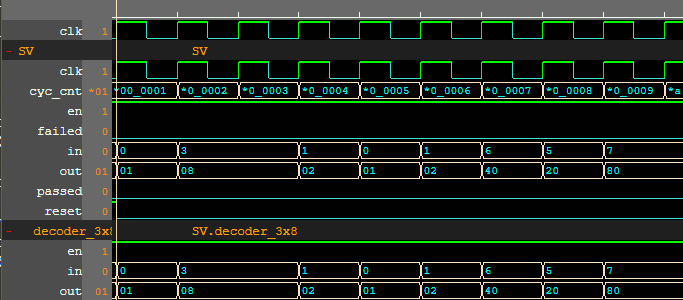 clk 1
- SV SV
clk 1
cyc_cnt *01 *00_0001 *0_0002 *0_0003 *0_0004 *0_0005 *0_0006 *0_0007 *0_0008 *0_0009 *a
en 1
failed 0
in 0 0 3 1 0 1 6 5 7
out 01 01 08 02 01 02 40 20 80
passed 0
reset 0
- decoder_3x8 SV.decoder_3x8
en 1
in 0 0 3 1 0 1 6 5 7
out 01 01 08 02 01 02 40 20 80